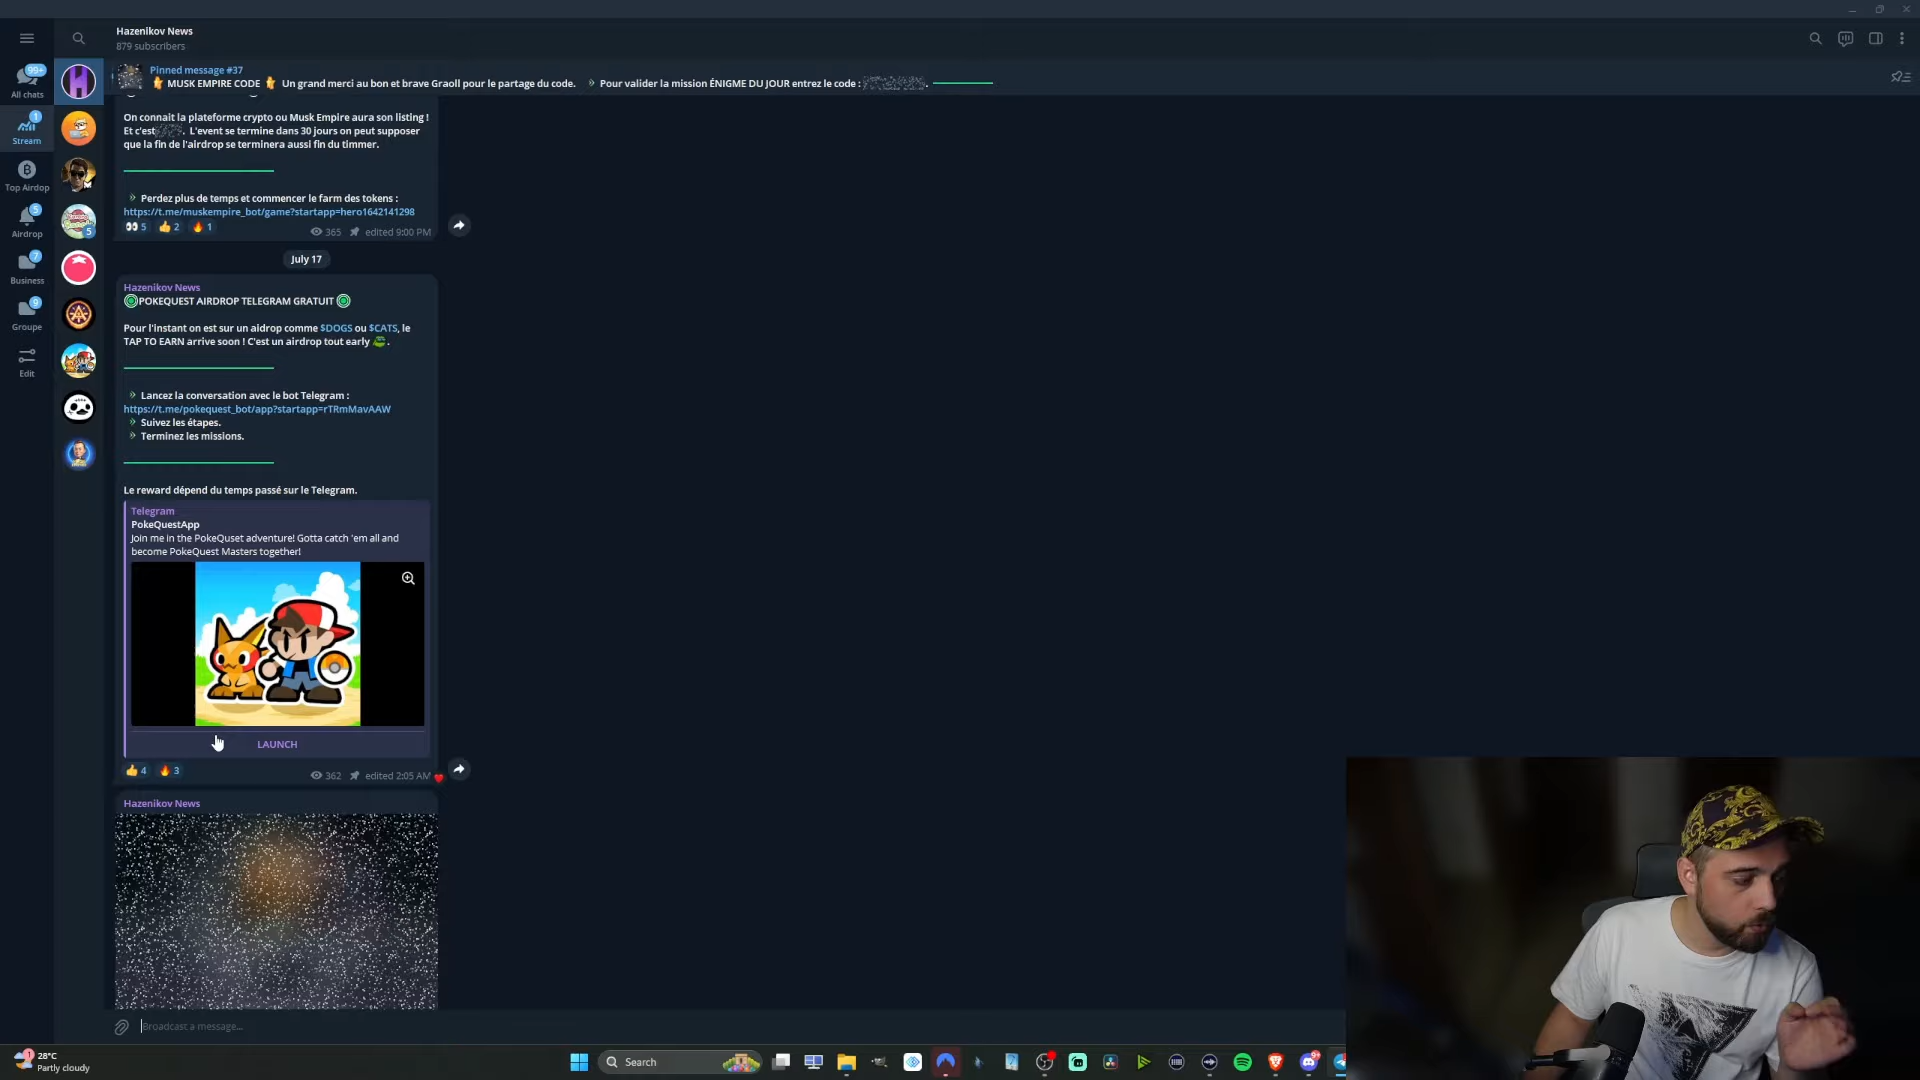 Hazenikov News
879 subscribers
Pinned message #37
MUSK EMPIRE CODE Un grand merci au bon et brave Graoll pour le partage du code. Pour valider la mission ÉNIGME DU JOUR entrez le code :
99+
All chats
1
Stream
Top Airdop
5
Airdrop
7
Business
9
Groupe
Edit
5
On connait la plateforme crypto ou Musk Empire aura son listing !
Et c'est . L'event se termine dans 30 jours on peut supposer
que la fin de l'airdrop se terminera aussi fin du timmer.
Perdez plus de temps et commencer le farm des tokens :
https://t.me/muskempire_bot/game?startapp=hero1642141298
5 2 1
365 edited 9:00 PM
July 17
Hazenikov News
POKEQUEST AIRDROP TELEGRAM GRATUIT
Pour l'instant on est sur un aidrop comme $DOGS ou $CATS, le
TAP TO EARN arrive soon ! C'est un airdrop tout early .
Lancez la conversation avec le bot Telegram :
https://t.me/pokequest_bot/app?startapp=rTRmMavAAW
Suivez les étapes.
Terminez les missions.
Le reward dépend du temps passé sur le Telegram.
Telegram
PokeQuestApp
Join me in the PokeQuset adventure! Gotta catch 'em all and
become PokeQuest Masters together!
LAUNCH
4 3
362 edited 2:05 AM
Hazenikov News
Broadcast a message...
28°C
Partly cloudy
Search